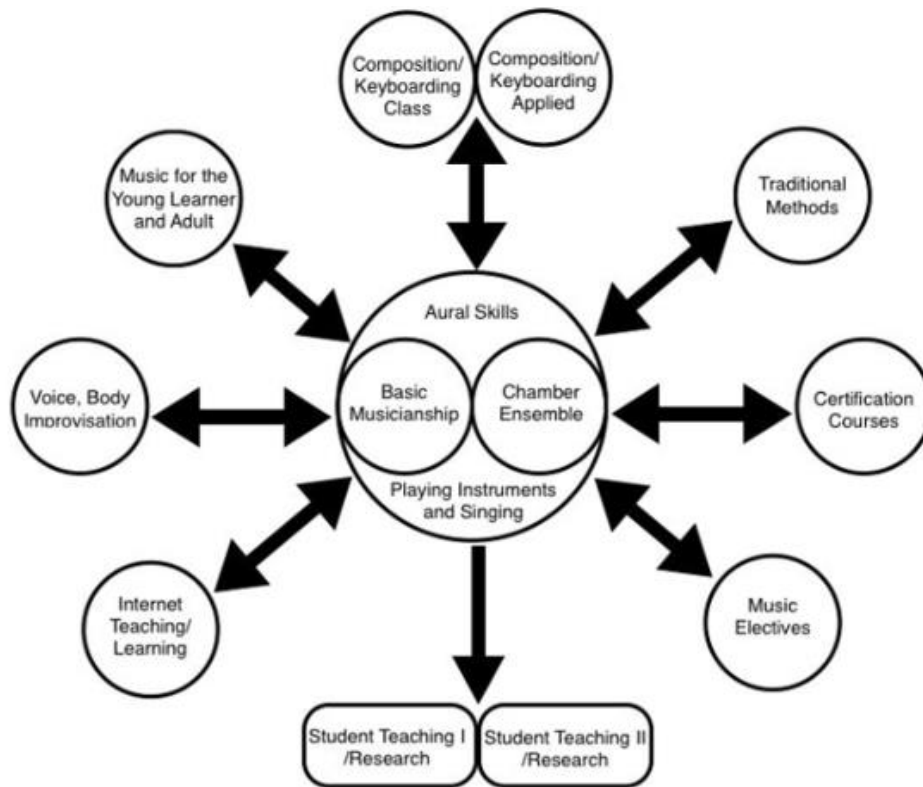 Composition/
Keyboarding
Class
Composition/
Keyboarding
Applied
Music for the
Young Learner
and Adult
Traditional
Methods
Aural Skills
Voice, Body
Improvisation
Basic
Musicianship
Chamber
Ensemble
Certification
Courses
Playing Instruments
and Singing
Internet
Teaching/
Learning
Music
Electives
Student Teaching I
/Research
Student Teaching II
/Research